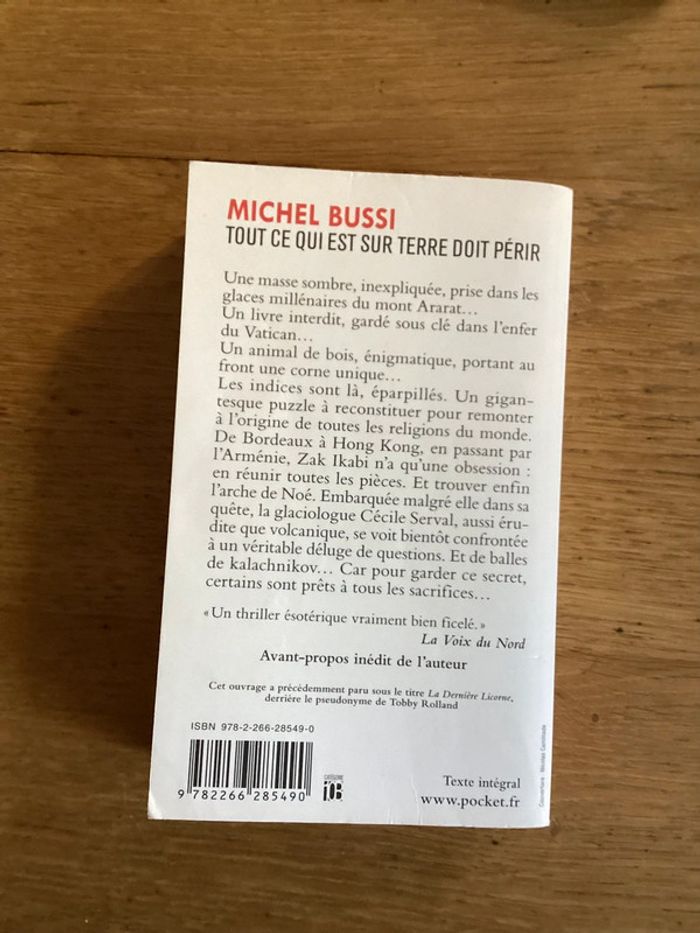 MICHEL BUSSI
TOUT CE QUI EST SUR TERRE DOIT PÉRIR
Une masse sombre, inexpliquée, prise dans les
glaces millénaires du mont Ararat…
Un livre interdit, gardé sous clé dans l'enfer
du Vatican…
Un animal de bois, énigmatique, portant au
front une corne unique…
Les indices sont là, éparpillés. Un gigan-
tesque puzzle à reconstituer pour remonter
à l'origine de toutes les religions du monde.
De Bordeaux à Hong Kong, en passant par
l'Arménie, Zak Ikabi n'a qu'une obsession :
en réunir toutes les pièces. Et trouver enfin
l'arche de Noé. Embarquée malgré elle dans sa
quête, la glaciologue Cécile Serval, aussi éru-
dite que volcanique, se voit bientôt confrontée
à un véritable déluge de questions. Et de balles
de kalachnikov… Car pour garder ce secret,
certains sont prêts à tous les sacrifices…
« Un thriller ésotérique vraiment bien ficelé. »
La Voix du Nord
Avant-propos inédit de l'auteur
Cet ouvrage a précédemment paru sous le titre La Dernière Licorne,
derriére le pseudonyme de Tobby Rolland
ISBN 978-2-266-28549-0
9 782266 285490
CATÉGORIE
Texte intégral
www.pocket.fr
Couverture : Nicolas Caminade